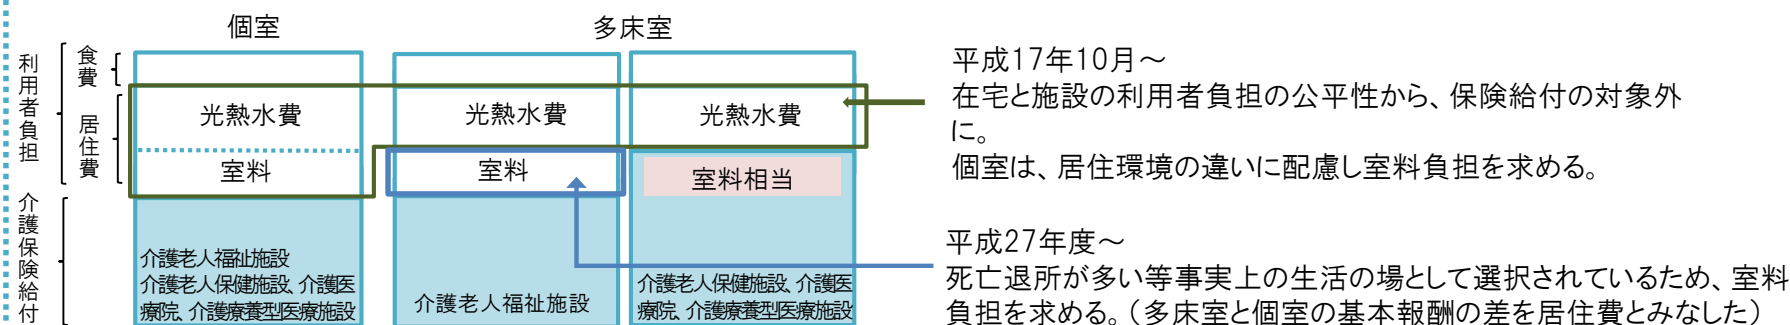 個室
多床室
利用者負担
食費
居住費
介護保険給付
光熱水費
室料
介護老人福祉施設
介護老人保健施設、介護医
療院、介護療養型医療施設
光熱水費
室料
介護老人福祉施設
光熱水費
室料相当
介護老人保健施設、介護医
療院、介護療養型医療施設
平成17年10月～
在宅と施設の利用者負担の公平性から、保険給付の対象外
に。
個室は、居住環境の違いに配慮し室料負担を求める。
平成27年度～
死亡退所が多い等事実上の生活の場として選択されているため、室料
負担を求める。（多床室と個室の基本報酬の差を居住費とみなした）